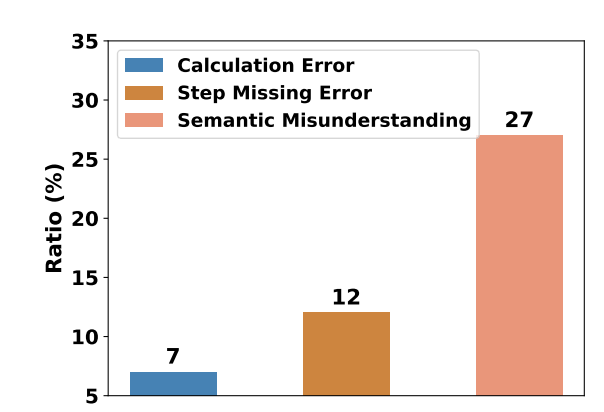 35
Calculation Error
Step Missing Error
30
Semantic Misunderstanding
27
25
Ratio (%)
20
15
12
10
7
5